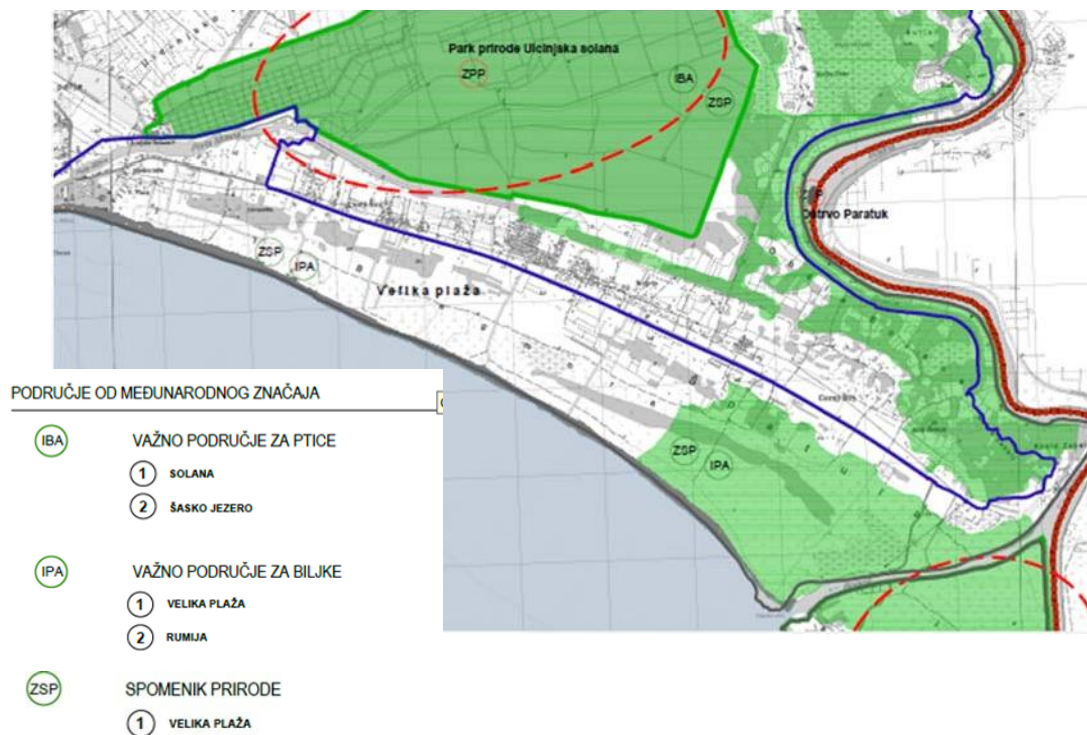 Park prirode Ulcinjska solana
ZPP
IBA
ZSP
Ostrvo Paratuk
ZSP
IPA
Velika plaža
ZSP
IPA
PODRUČJE OD MEĐUNARODNOG ZNAČAJA
IBA VAŽNO PODRUČJE ZA PTICE
1 SOLANA
2 ŠASKO JEZERO
IPA VAŽNO PODRUČJE ZA BILJKE
1 VELIKA PLAŽA
2 RUMIJA
ZSP SPOMENIK PRIRODE
1 VELIKA PLAŽA